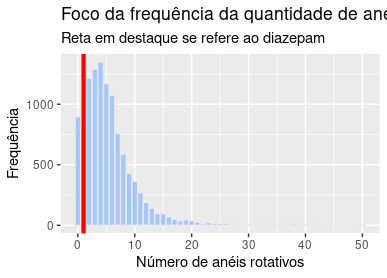 Foco da frequência da quantidade de ané
Reta em destaque se refere ao diazepam
1000
500
0
Frequência
0 10 20 30 40 50
Número de anéis rotativos